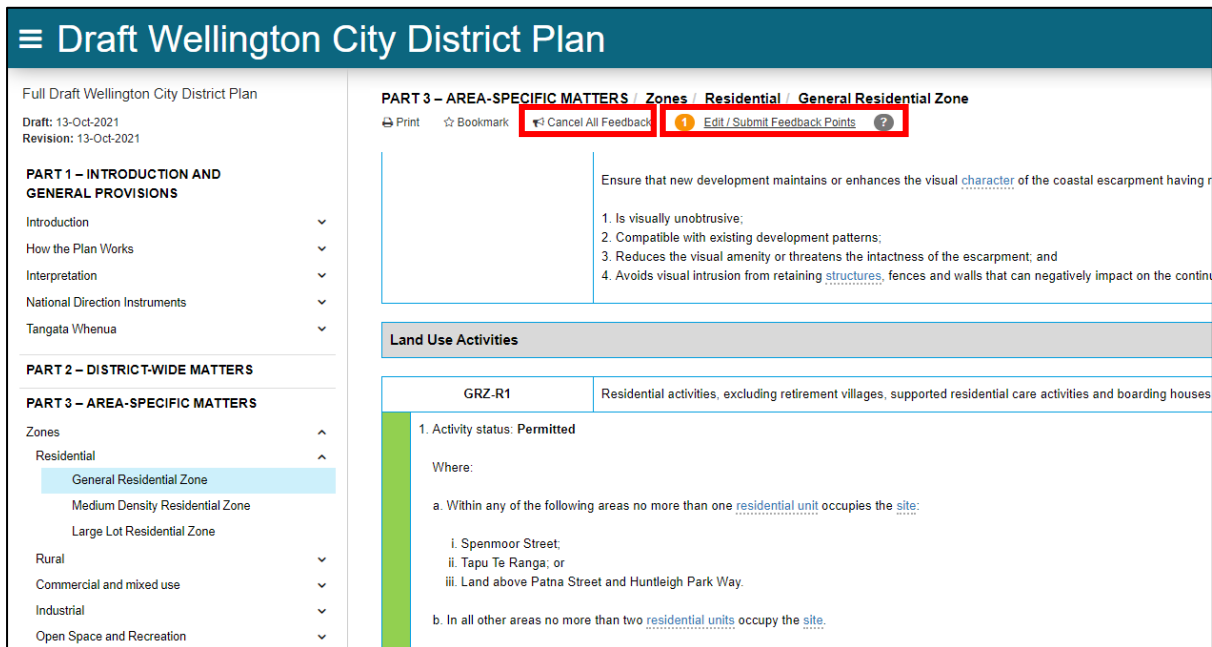 Draft Wellington City District Plan
Full Draft Wellington City District Plan
Draft: 13-Oct-2021
Revision: 13-Oct-2021
PART 1 – INTRODUCTION AND
GENERAL PROVISIONS
Introduction
How the Plan Works
Interpretation
National Direction Instruments
Tangata Whenua
PART 2 – DISTRICT-WIDE MATTERS
PART 3 – AREA-SPECIFIC MATTERS
Zones
Residential
General Residential Zone
Medium Density Residential Zone
Large Lot Residential Zone
Rural
Commercial and mixed use
Industrial
Open Space and Recreation
PART 3 – AREA-SPECIFIC MATTERS / Zones / Residential / General Residential Zone
Print Bookmark Cancel All Feedback 1 Edit / Submit Feedback Points ?
Ensure that new development maintains or enhances the visual character of the coastal escarpment having
1. Is visually unobtrusive;
2. Compatible with existing development patterns;
3. Reduces the visual amenity or threatens the intactness of the escarpment; and
4. Avoids visual intrusion from retaining structures, fences and walls that can negatively impact on the
Land Use Activities
GRZ-R1
Residential activities, excluding retirement villages, supported residential care activities and boarding houses
1. Activity status: Permitted
Where:
a. Within any of the following areas no more than one residential unit occupies the site:
i. Spenmoor Street;
ii. Tapu Te Ranga; or
iii. Land above Patna Street and Huntleigh Park Way.
b. In all other areas no more than two residential units occupy the site.